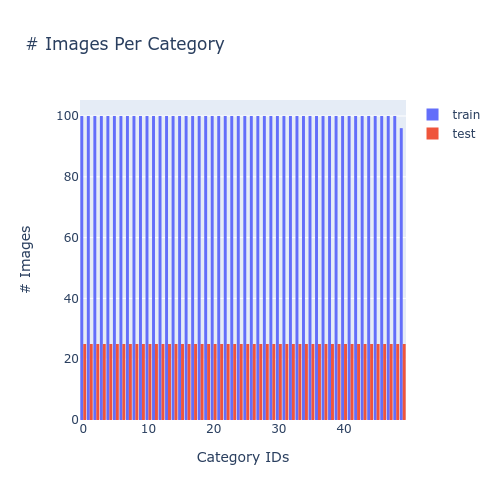 # Images Per Category
train
test
# Images
100
80
60
40
20
0
0 10 20 30 40
Category IDs